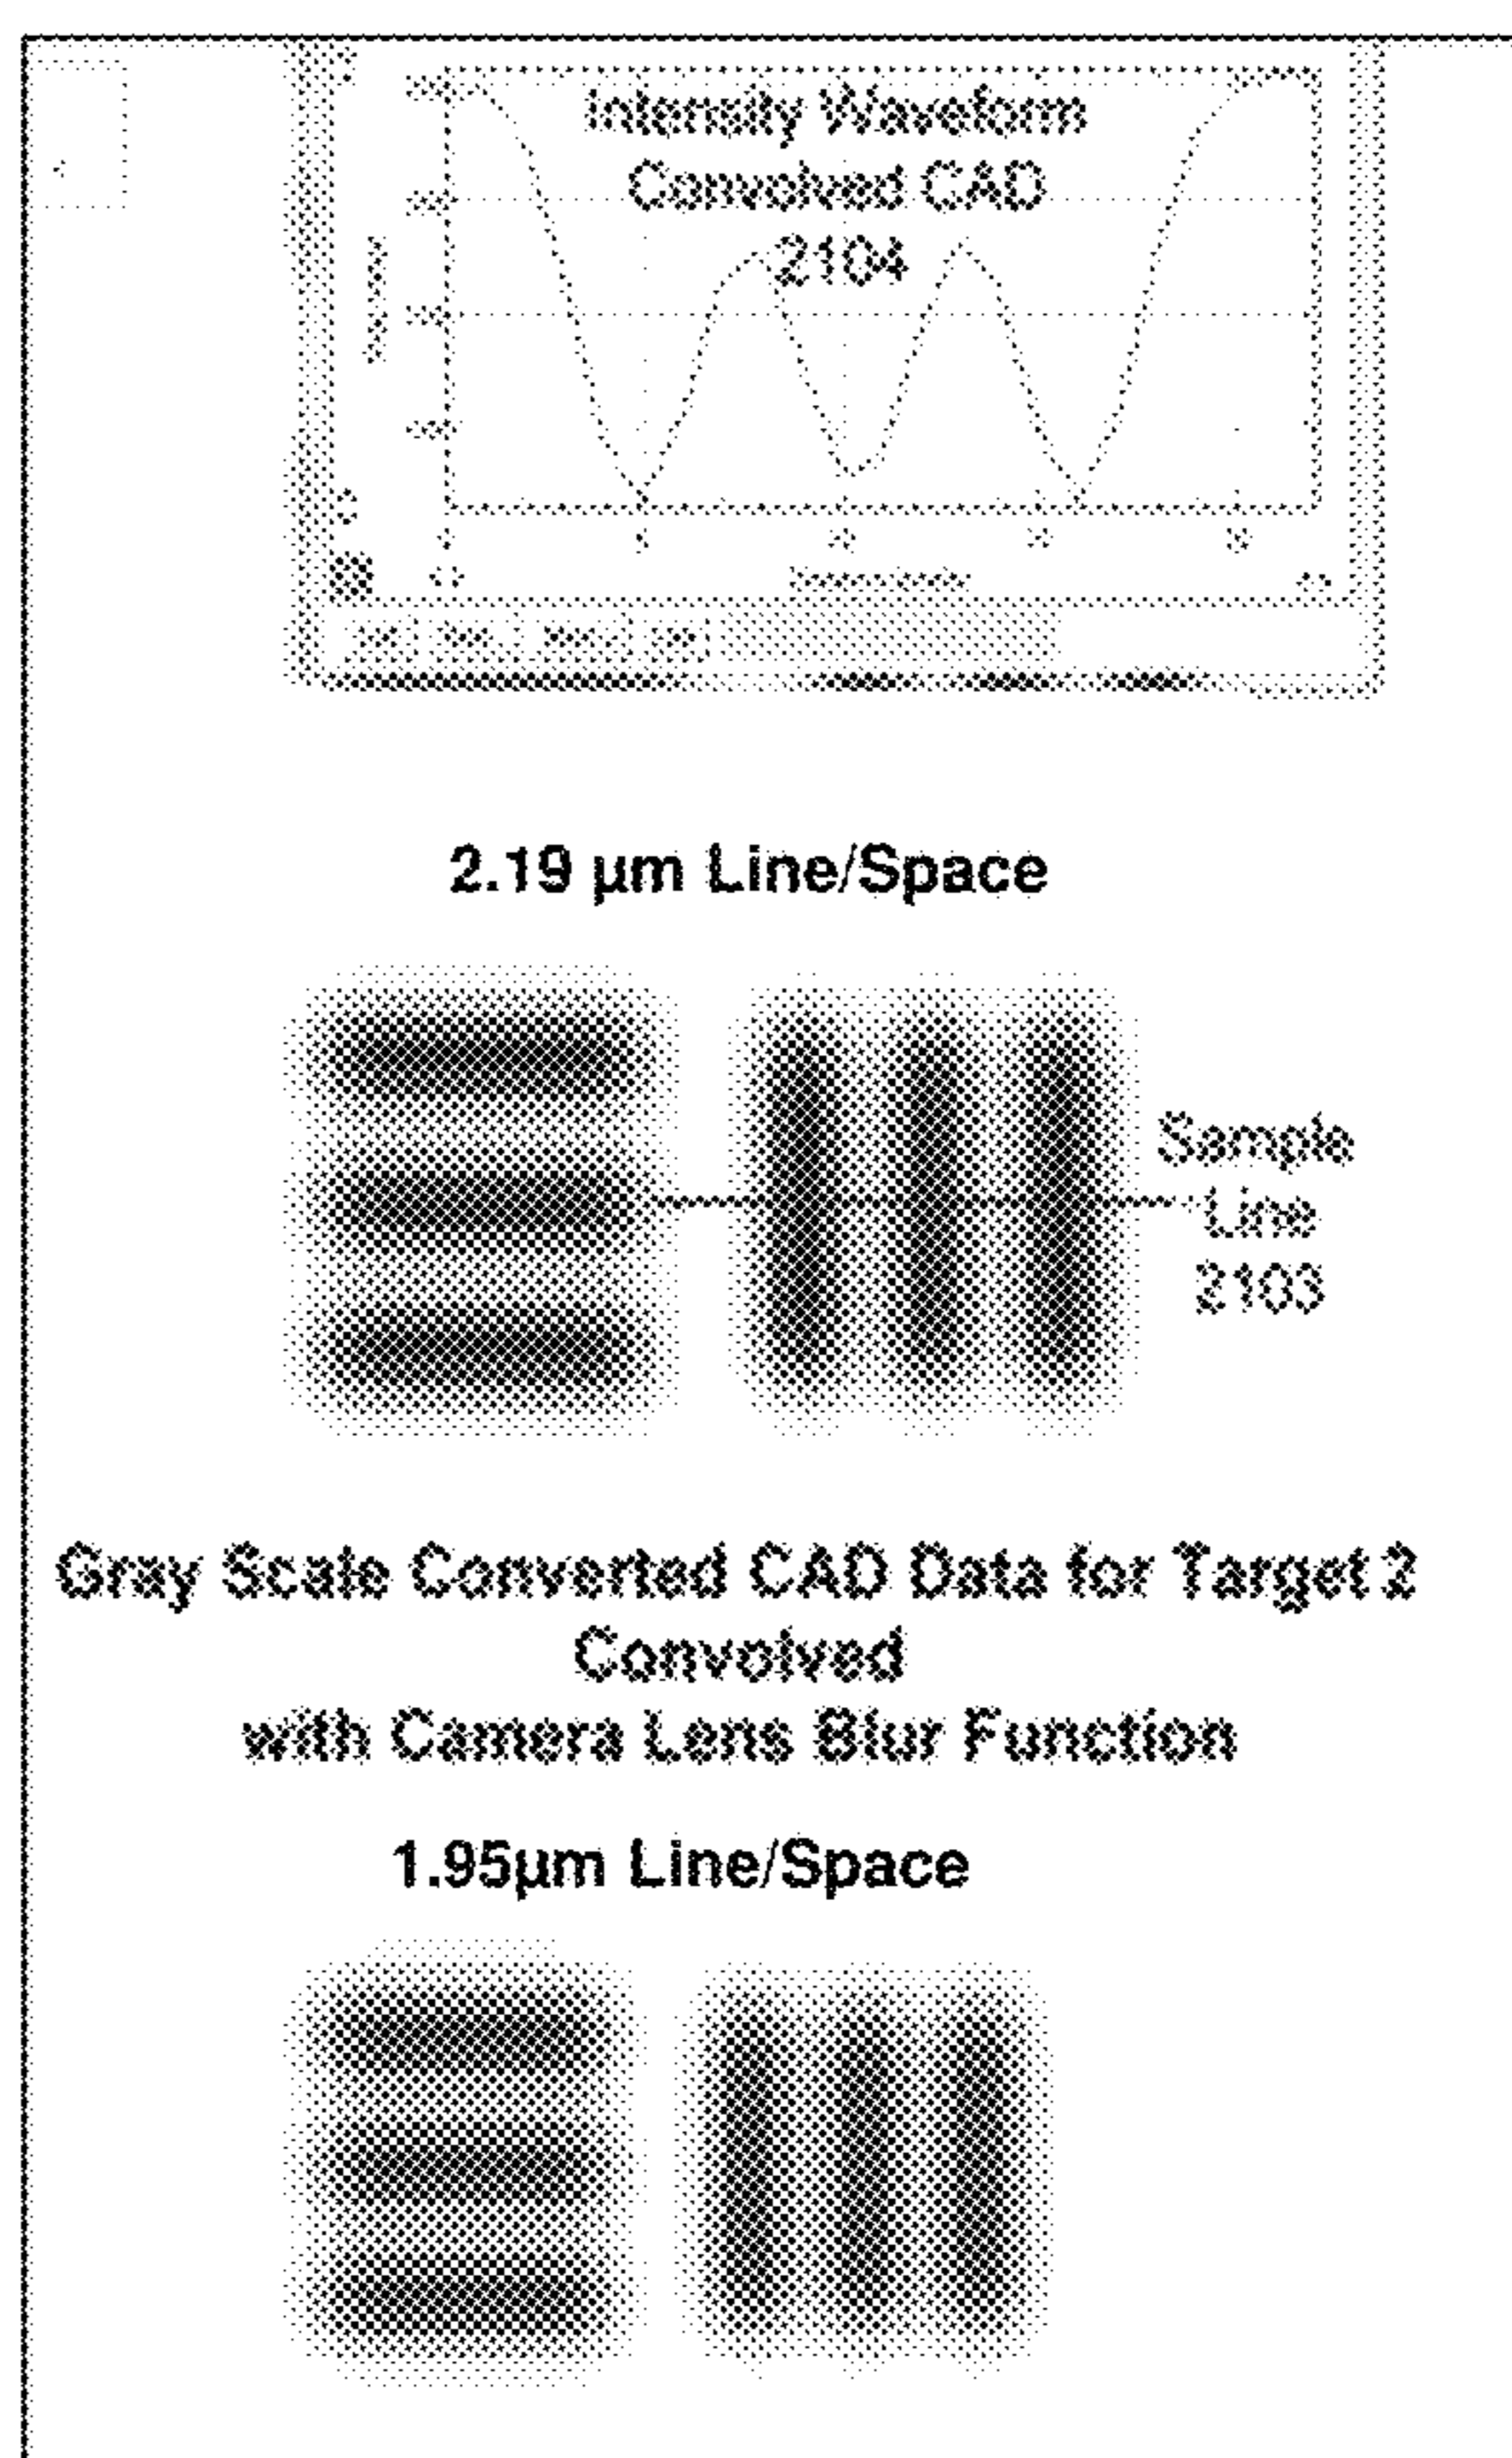 Intensity Waveform
Convolved CAD
2104
2.19 µm Line/Space
Sample
Line
2103
Gray Scale Converted CAD Data for Target 2
Convolved
with Camera Lens Blur Function
1.95µm Line/Space